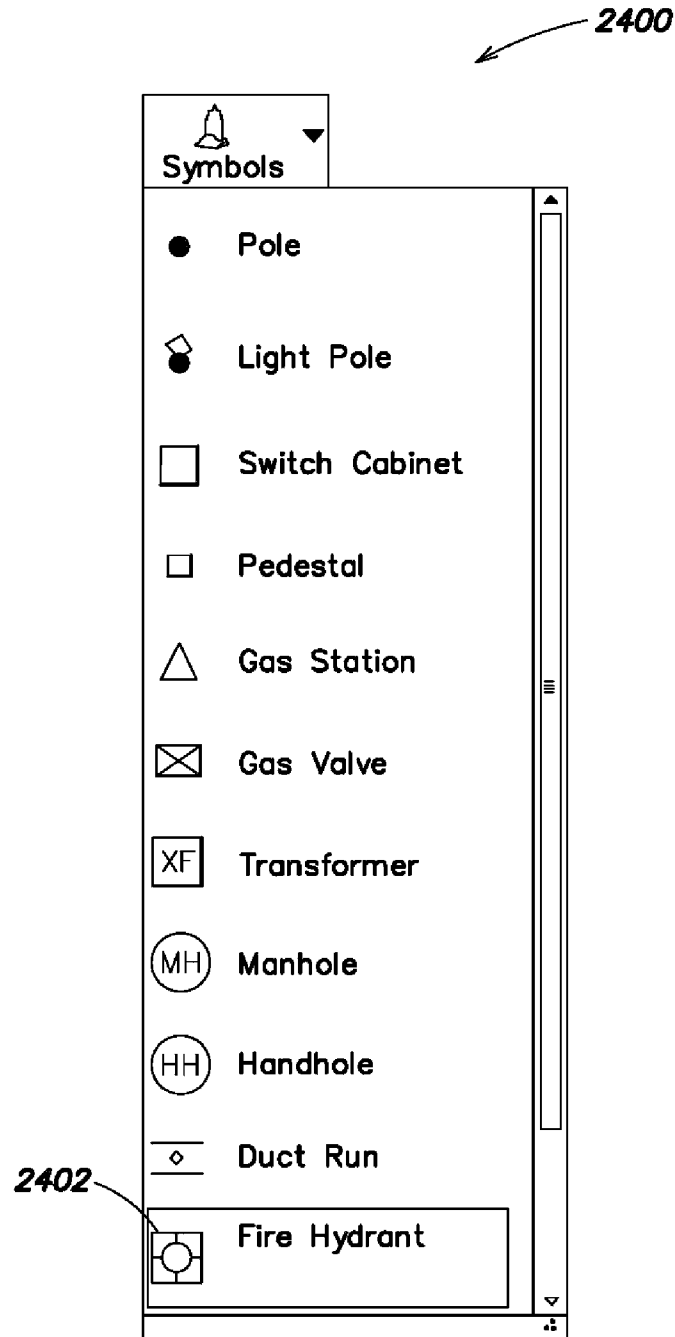 2400
Symbols
Pole
Light Pole
Switch Cabinet
Pedestal
Gas Station
Gas Valve
XF Transformer
MH Manhole
HH Handhole
Duct Run
2402
Fire Hydrant